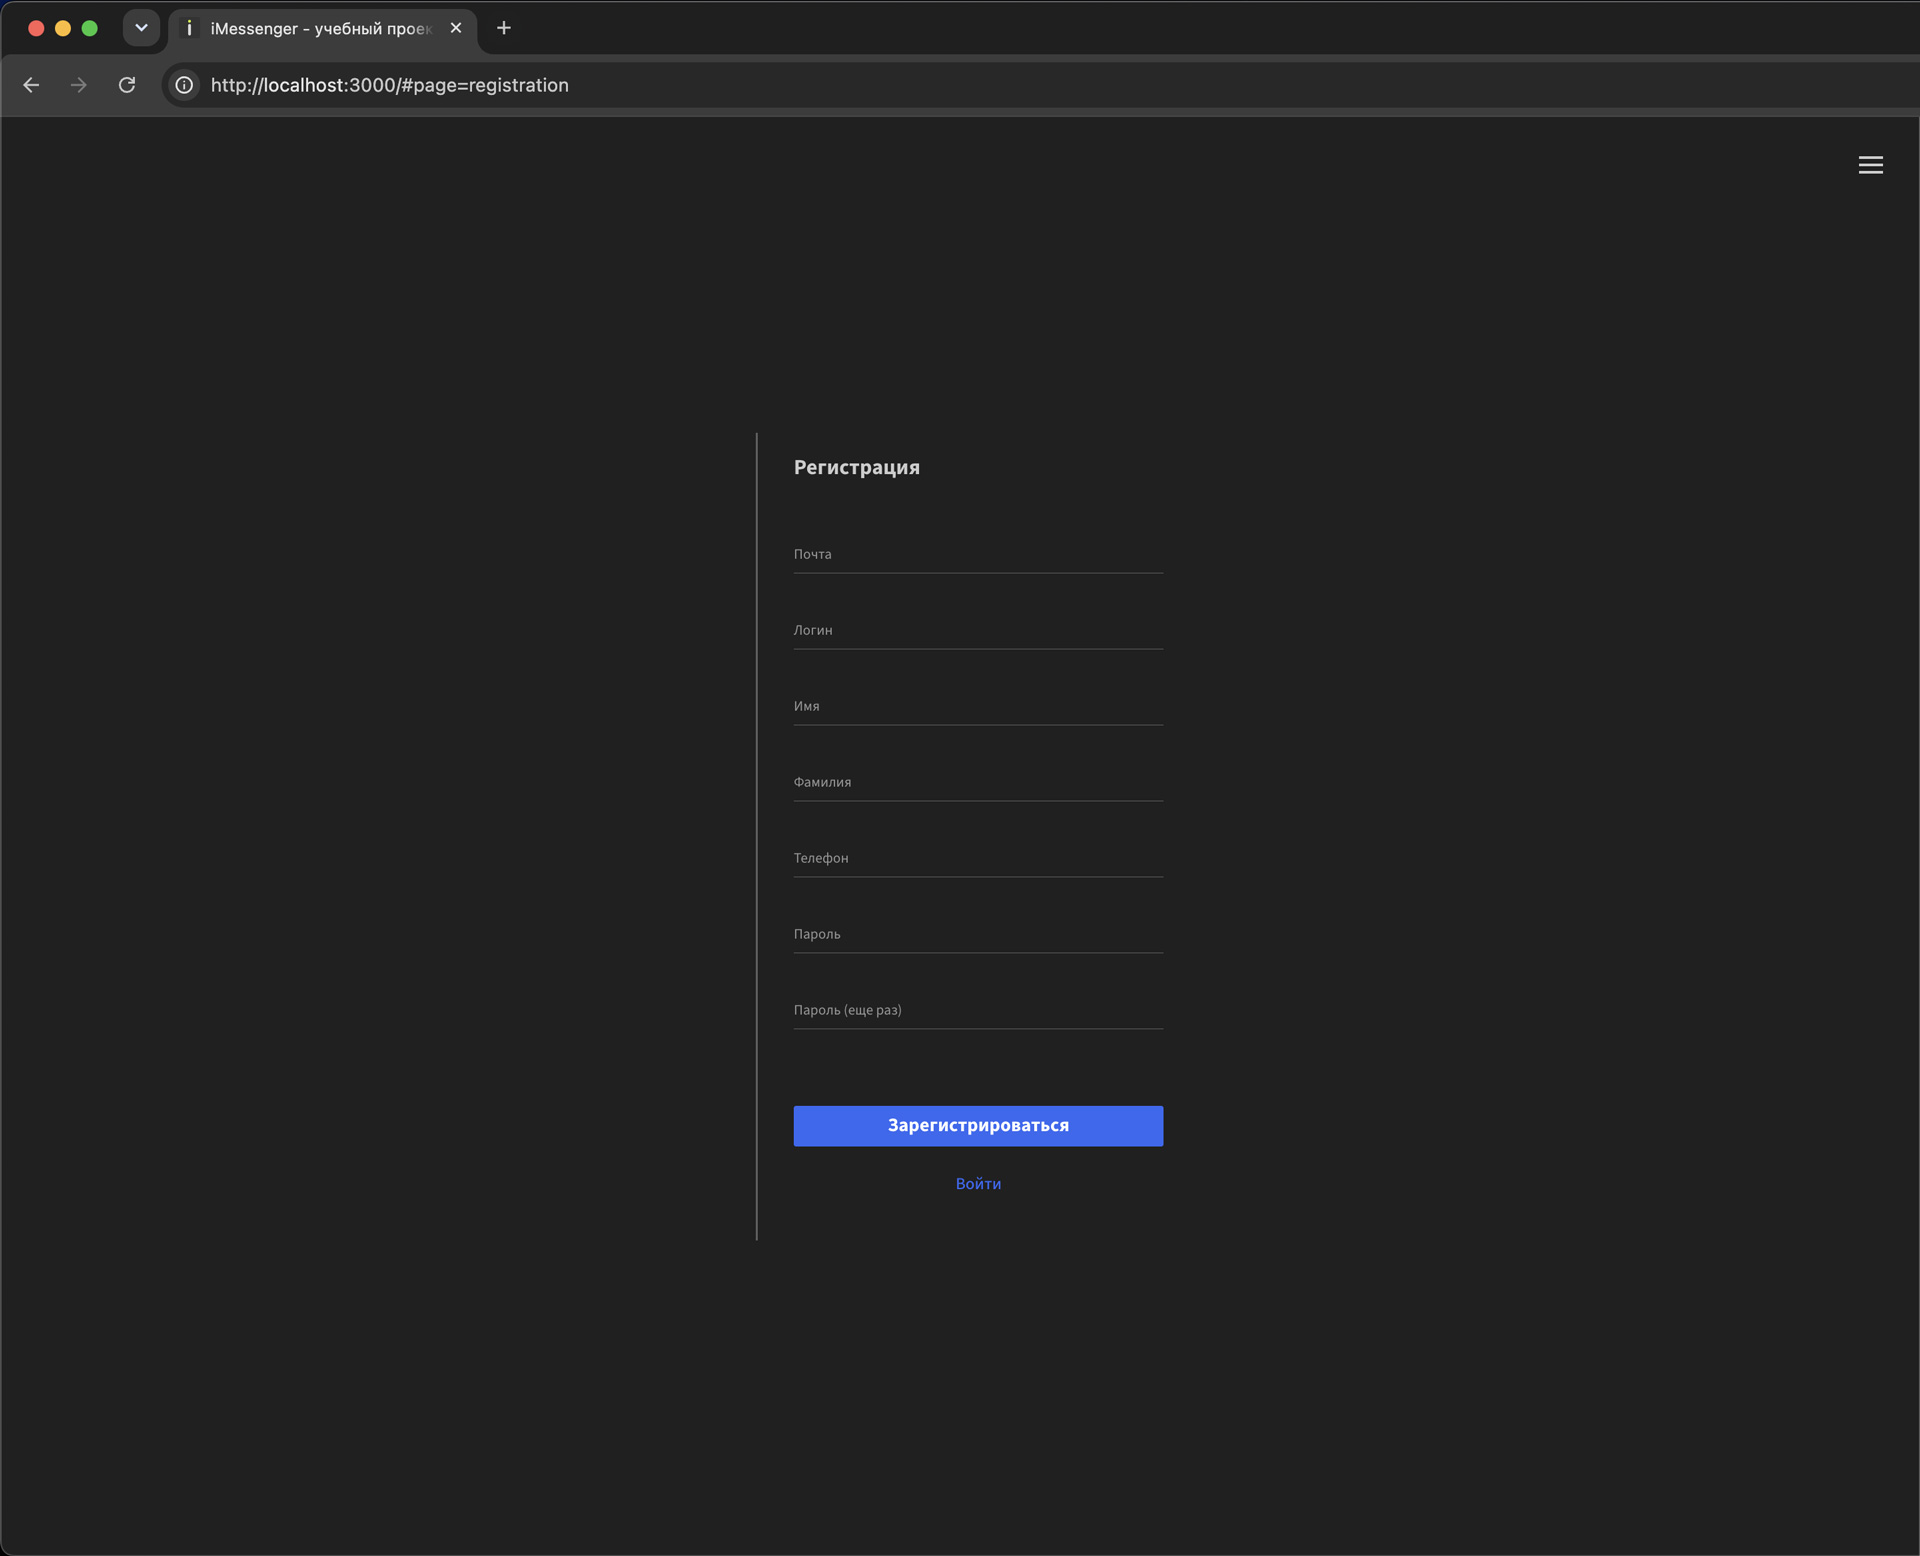 iMessenger - учебный проек
http://localhost:3000/#page=registration
Регистрация
Почта
Логин
Имя
Фамилия
Телефон
Пароль
Пароль (еще раз)
Зарегистрироваться
Войти